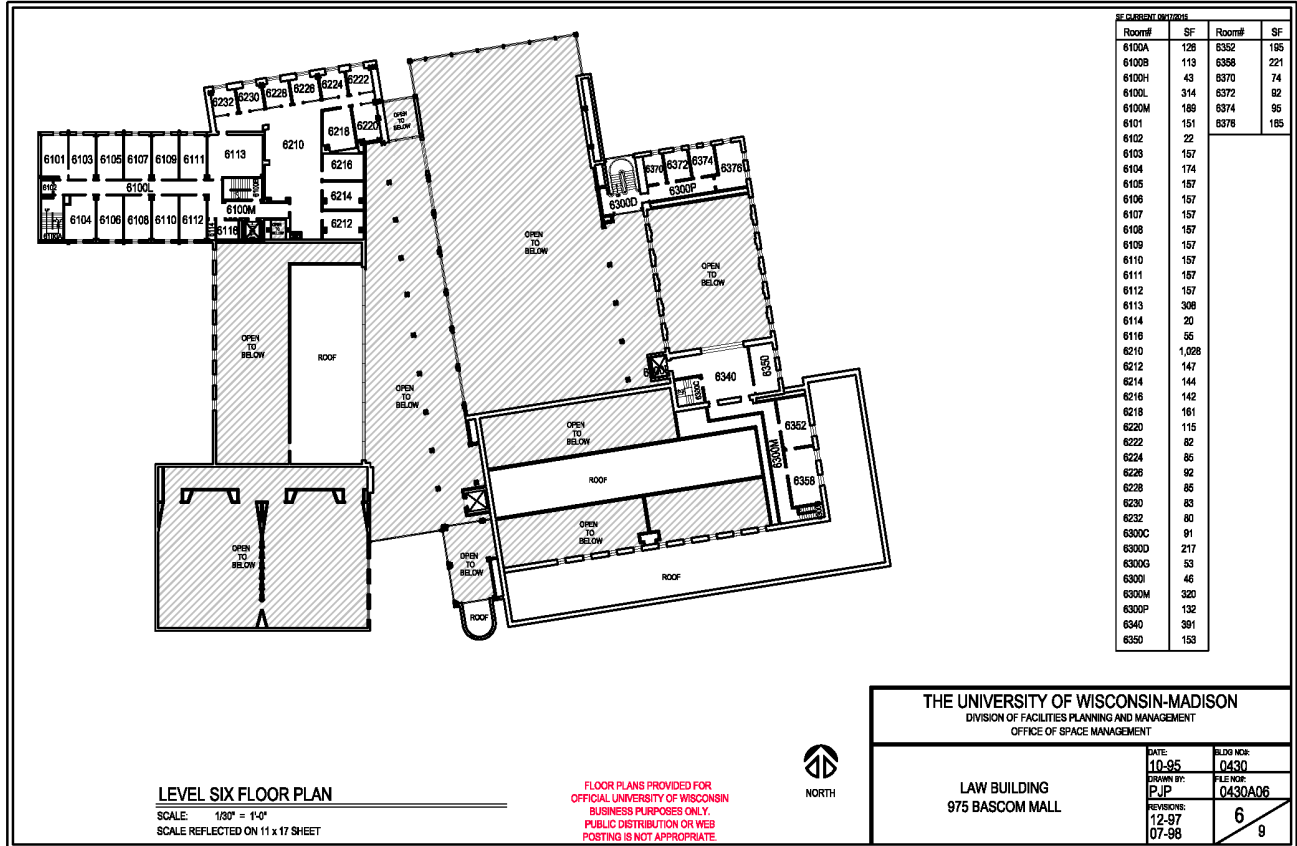 SF CURRENT 09/17/2015
Room# SF Room# SF
6100A 128 6352 195
6100B 113 6358 221
6100H 43 6370 74
6100L 314 6372 92
6100M 189 6374 95
6101 151 6376 165
6102 22
6103 157
6104 174
6105 157
6106 157
6107 157
6108 157
6109 157
6110 157
6111 157
6112 157
6113 308
6114 20
6116 55
6210 1,028
6212 147
6214 144
6216 142
6218 161
6220 115
6222 82
6224 85
6226 92
6228 85
6230 83
6232 80
6300C 91
6300D 217
6300G 53
6300I 46
6300M 320
6300P 132
6340 391
6350 153
6232 6230 6228 6226 6224 6222
6218 6220
OPEN
TO
BELOW
6210
6101 6103 6105 6107 6109 6111 6113
6216
6102 6100L 6100B
6214
6104 6106 6108 6110 6112 6100M
6116
OPEN
TO
BELOW
6212
6100A
6370 6372 6374 6376
6300P
6300D
OPEN
TO
BELOW
OPEN
TO
BELOW
OPEN
TO
BELOW
ROOF
OPEN
TO
BELOW
6340 6350
6300C
OPEN
TO
BELOW
6352
6300M
6358
ROOF
OPEN
TO
BELOW
OPEN
TO
BELOW
OPEN
TO
BELOW
ROOF
ROOF
LEVEL SIX FLOOR PLAN
SCALE: 1/30" = 1'-0"
SCALE REFLECTED ON 11 x 17 SHEET
FLOOR PLANS PROVIDED FOR
OFFICIAL UNIVERSITY OF WISCONSIN
BUSINESS PURPOSES ONLY.
PUBLIC DISTRIBUTION OR WEB
POSTING IS NOT APPROPRIATE.
NORTH
THE UNIVERSITY OF WISCONSIN-MADISON
DIVISION OF FACILITIES PLANNING AND MANAGEMENT
OFFICE OF SPACE MANAGEMENT
LAW BUILDING
975 BASCOM MALL
DATE:
10-95
BLDG NO#:
0430
DRAWN BY:
PJP
FILE NO#:
0430A06
REVISIONS:
12-97
07-98
6
9